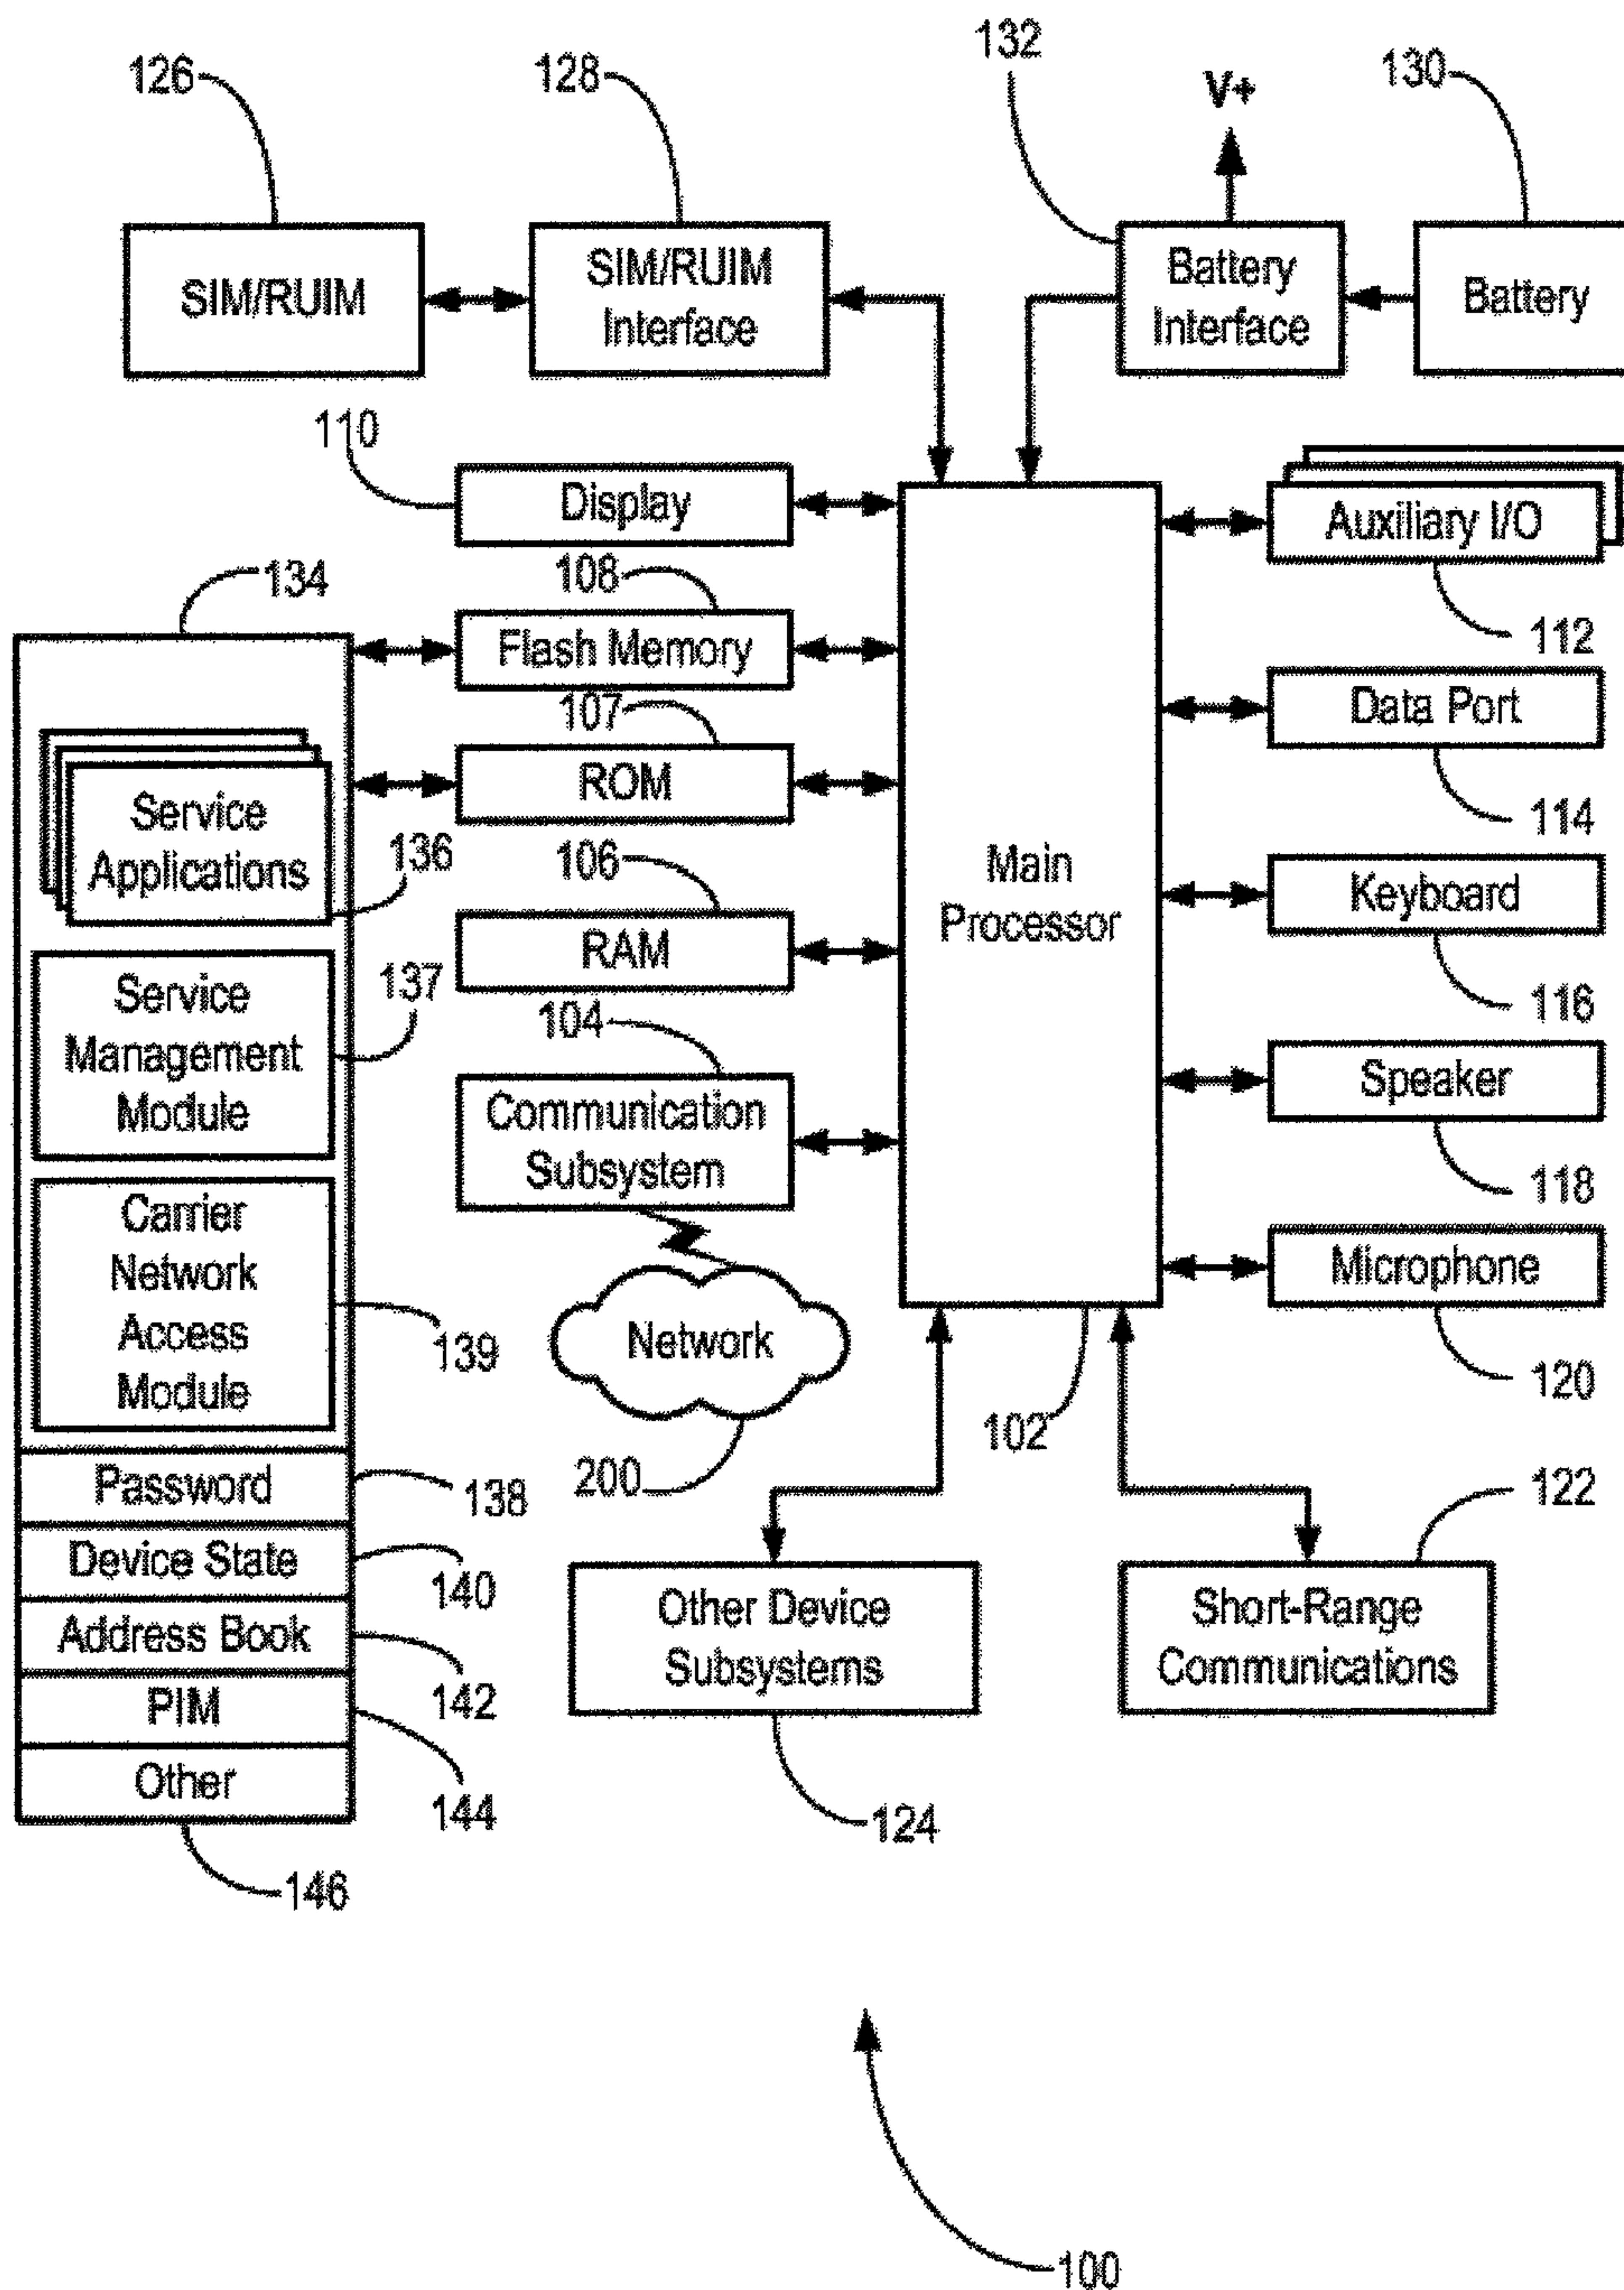 126
128
132
V+
130
SIM/RUIM
SIM/RUIM
Interface
Battery
Interface
Battery
110
Display
Auxiliary I/O
134
108
112
Flash Memory
107
Data Port
Service
Applications
136
ROM
114
106
Main
Processor
Keyboard
Service
Management
Module
137
RAM
116
104
Communication
Subsystem
Speaker
118
Carrier
Network
Access
Module
139
Network
Microphone
120
102
200
Password
138
122
Device State
140
Other Device
Subsystems
Short-Range
Communications
Address Book
142
PIM
144
Other
124
146
100